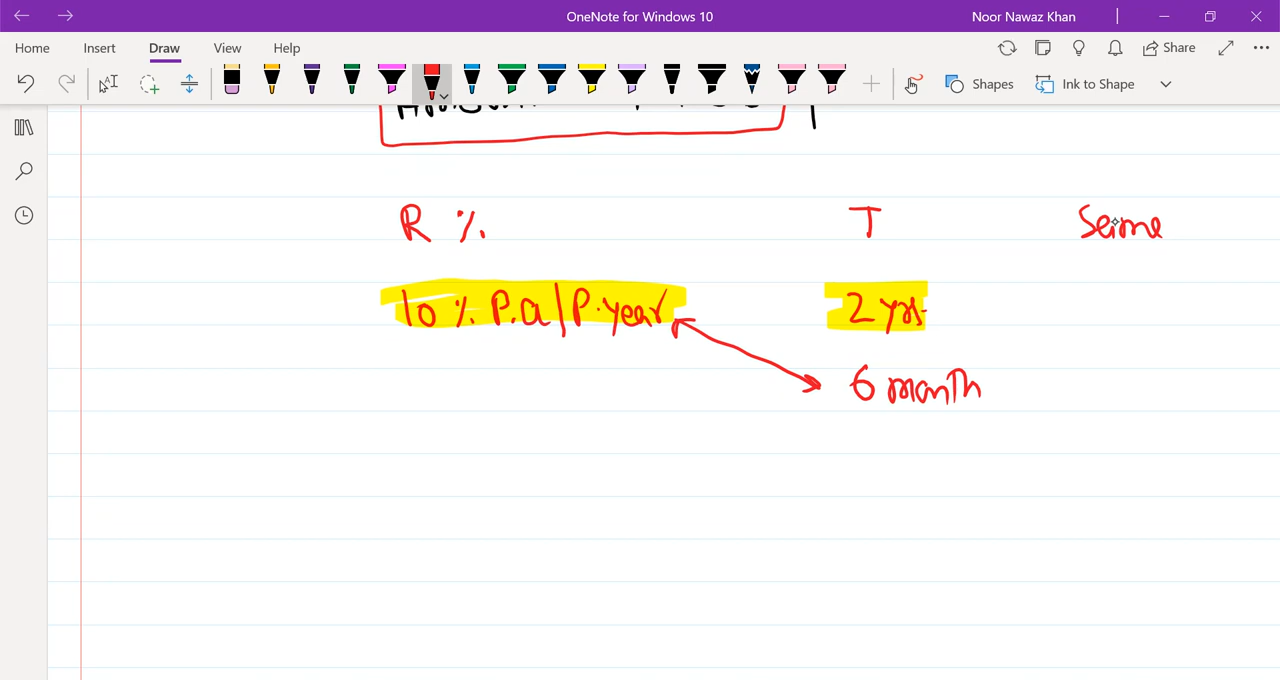 OneNote for Windows 10
Noor Nawaz Khan
Home Insert Draw View Help
Share
Shapes
Ink to Shape
R % T Seime
10 % P.a/P.year 2 yrs.
6 month